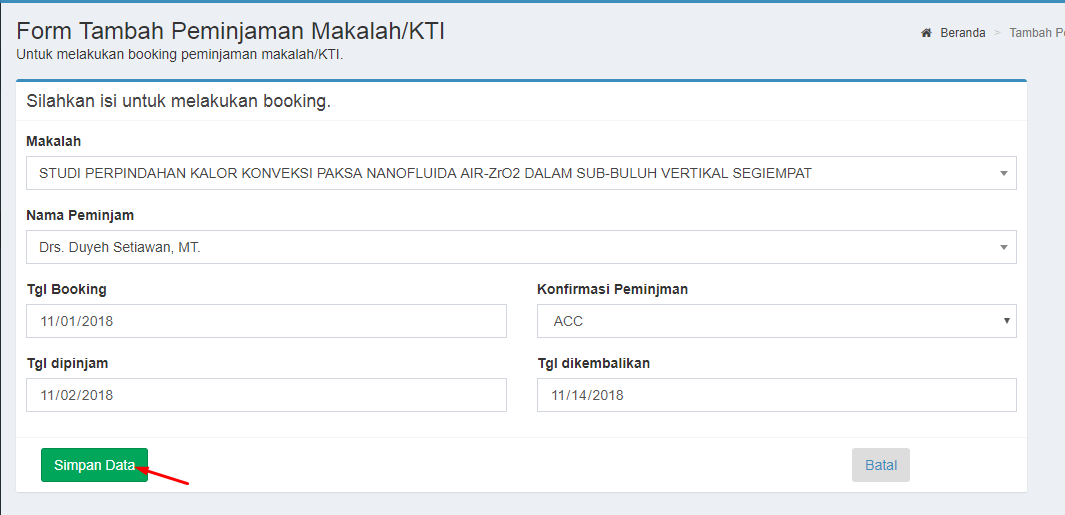 Form Tambah Peminjaman Makalah/KTI
Untuk melakukan booking peminjaman makalah/KTI.
Beranda > Tambah Pe
Silahkan isi untuk melakukan booking.
Makalah
STUDI PERPINDAHAN KALOR KONVEKSI PAKSA NANOFLUIDA AIR-ZrO2 DALAM SUB-BULUH VERTIKAL SEGIEMPAT
Nama Peminjam
Drs. Duyeh Setiawan, MT.
Tgl Booking
11/01/2018
Konfirmasi Peminjman
ACC
Tgl dipinjam
11/02/2018
Tgl dikembalikan
11/14/2018
Simpan Data
Batal